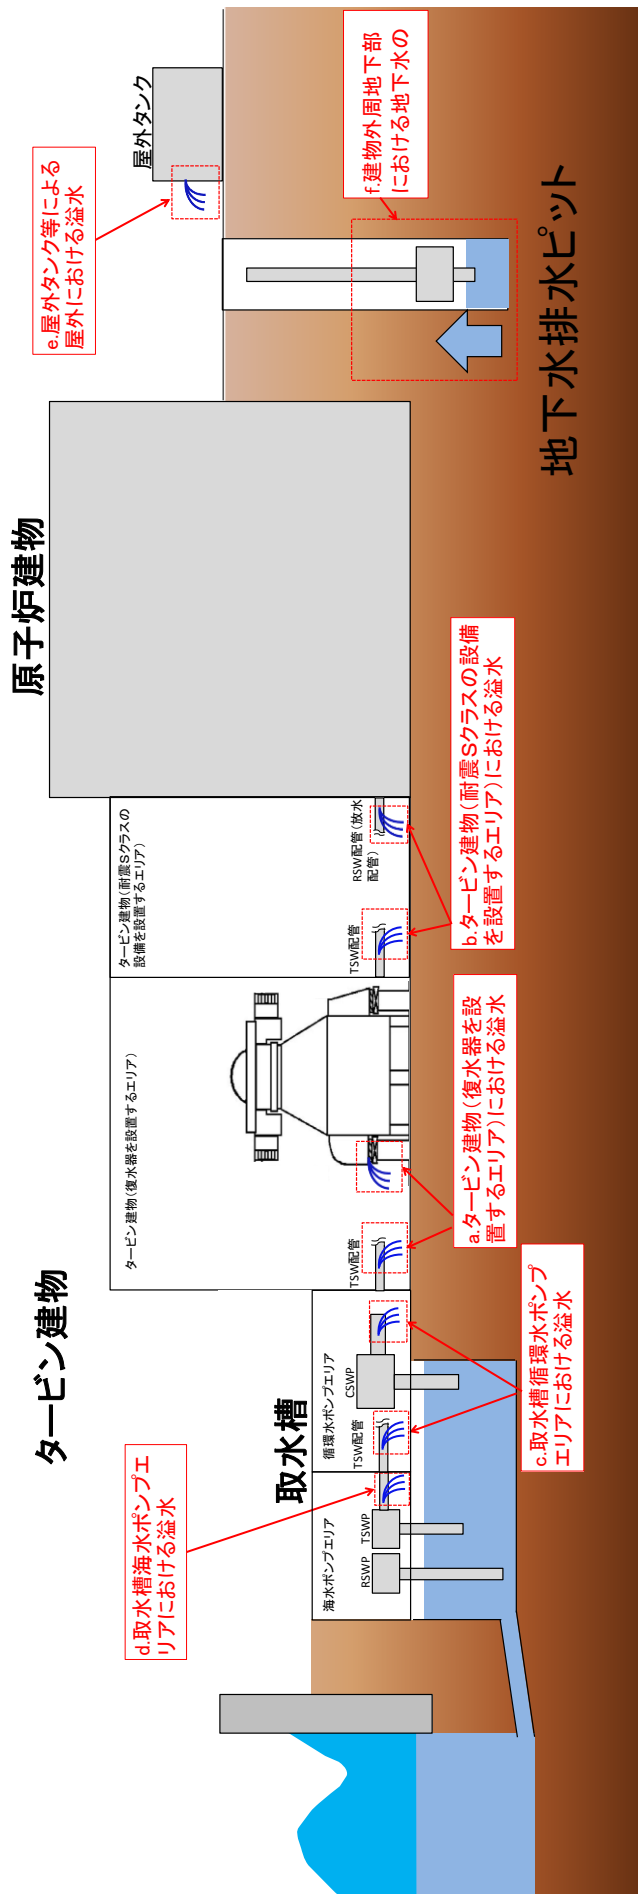 タービン建物
原子炉建物
取水槽
地下水排水ピット
d.取水槽海水ポンプエ
リアにおける溢水
e.屋外タンク等による
屋外における溢水
屋外タンク
f.建物外周地下部
における地下水の
タービン建物(復水器を設置するエリア)
タービン建物(耐震Sクラスの
設備を設置するエリア)
海水ポンプエリア
循環水ポンプエリア
RSWP
TSWP
TSW配管
CSWP
TSW配管
TSW配管
RSW配管(放水
配管)
c.取水槽循環水ポンプ
エリアにおける溢水
a.タービン建物(復水器を設
置するエリア)における溢水
b.タービン建物(耐震Sクラスの設備
を設置するエリア)における溢水